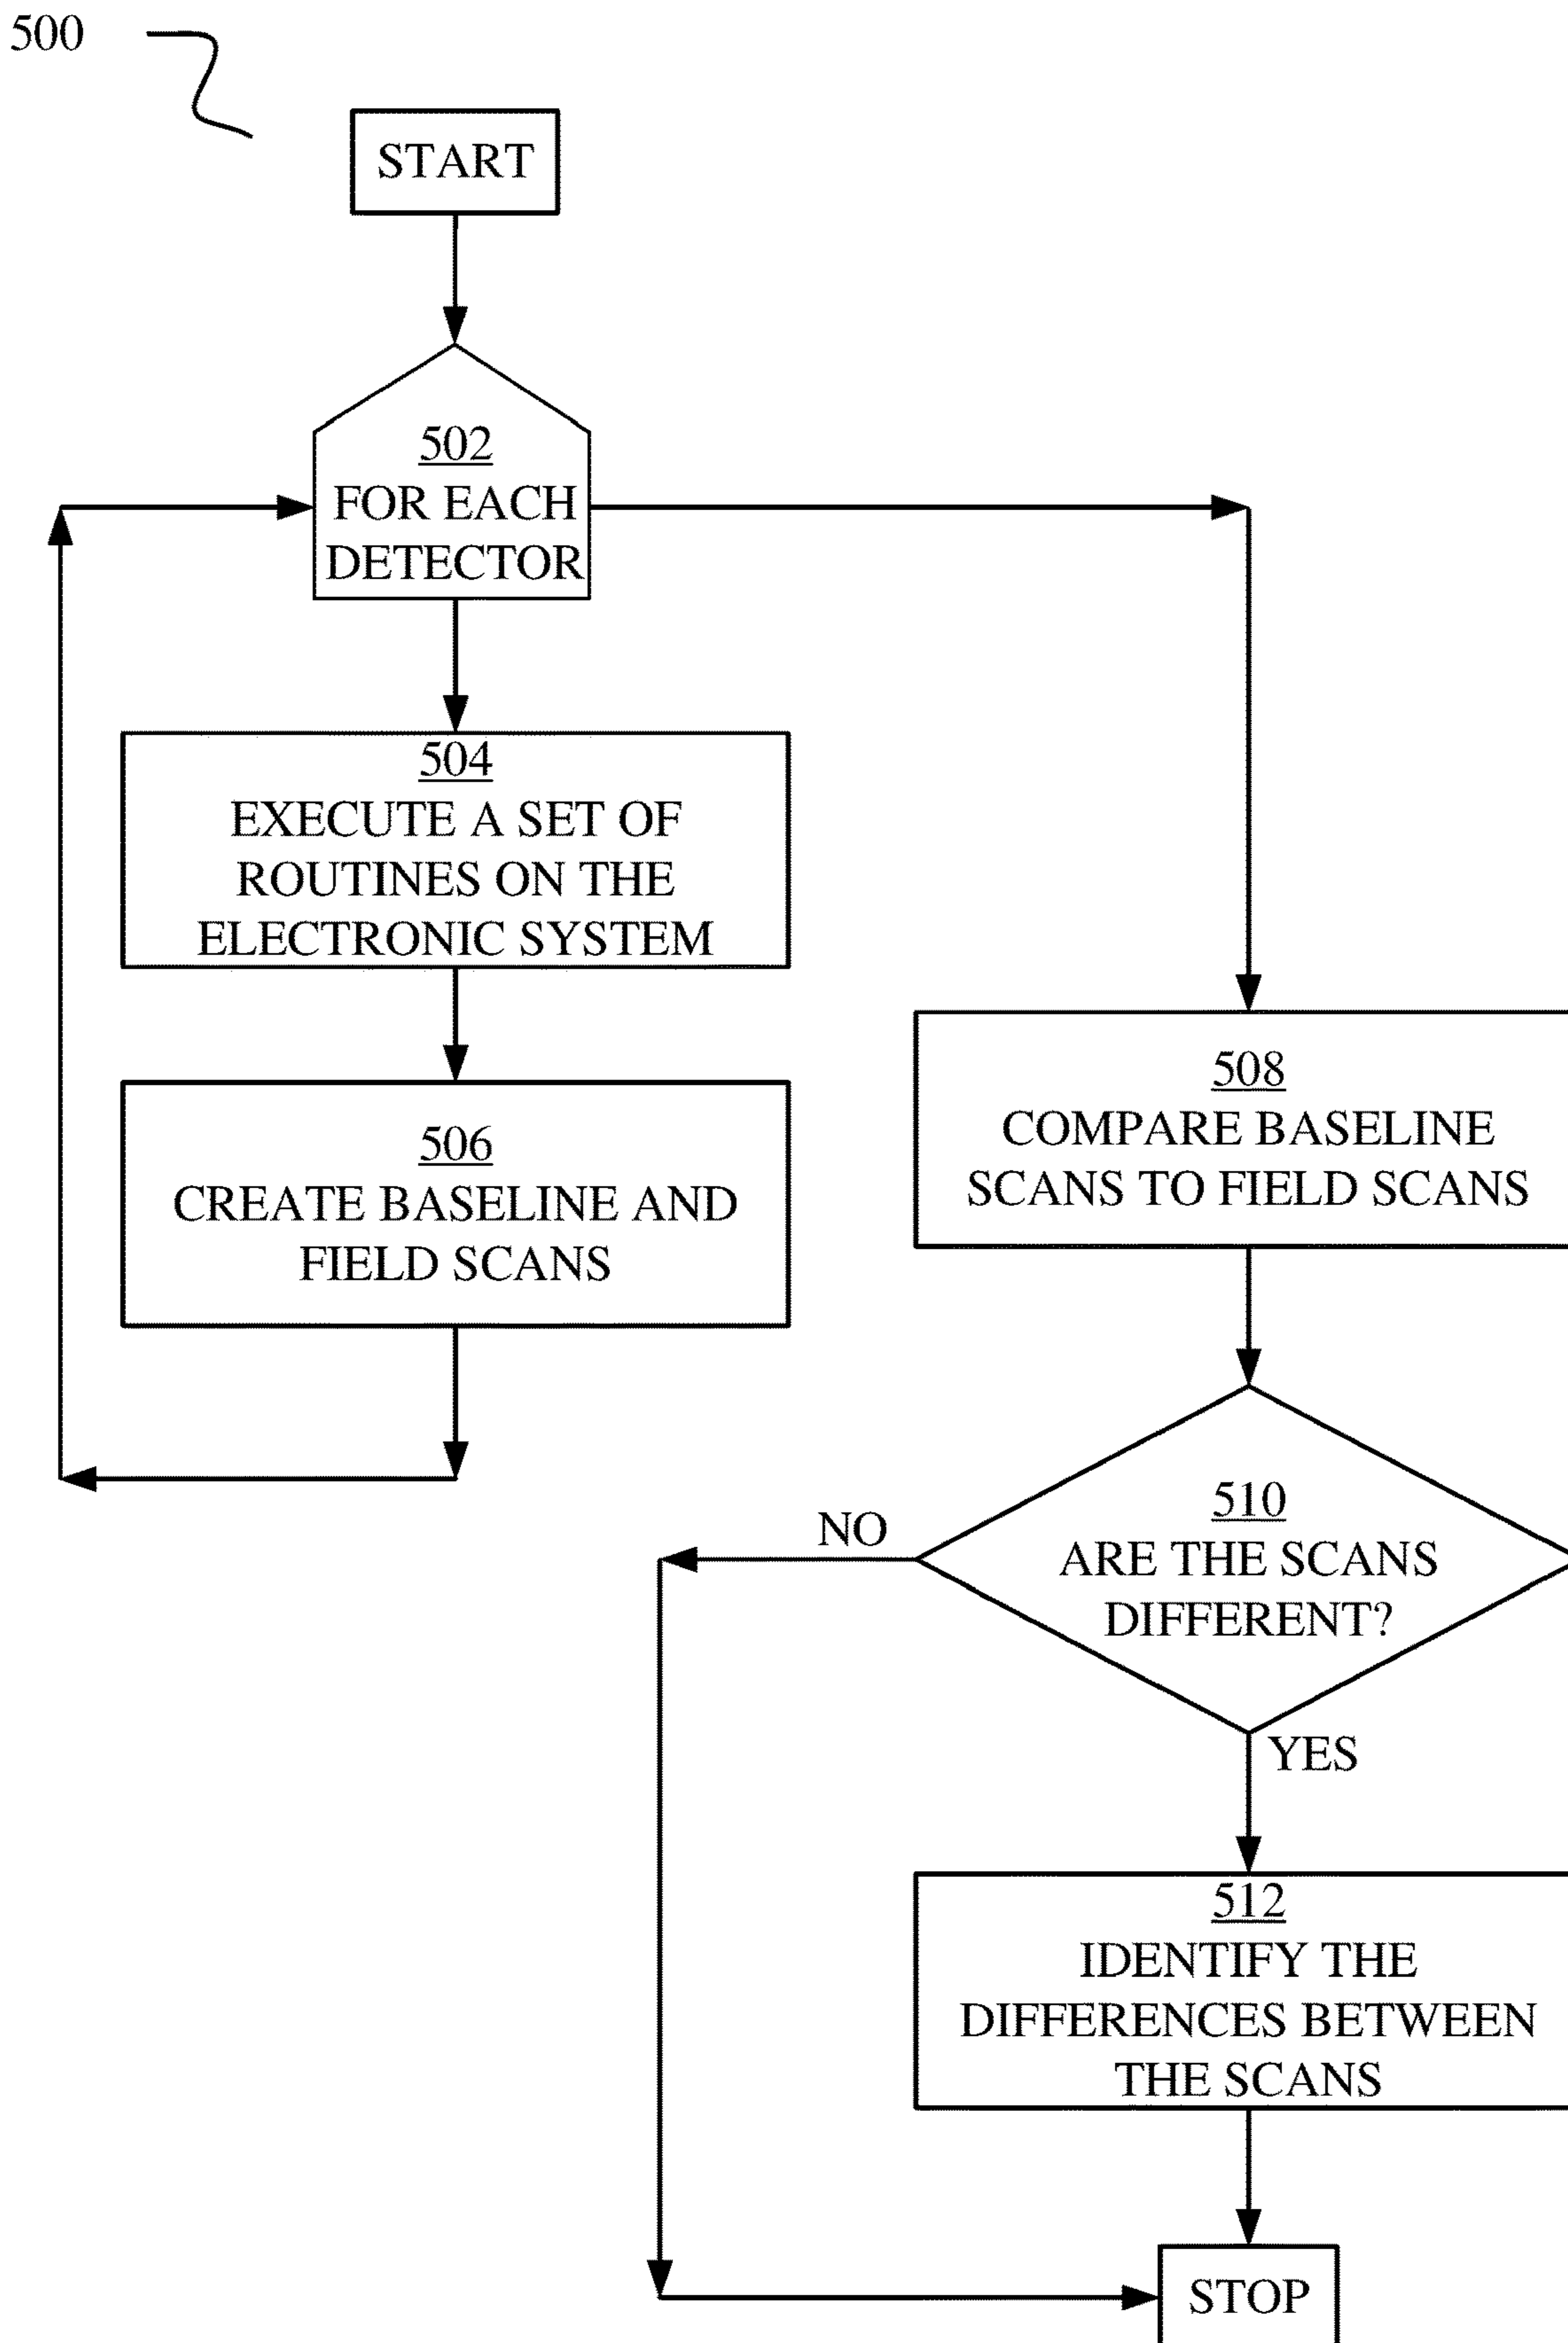 500
START
502
FOR EACH
DETECTOR
504
EXECUTE A SET OF
ROUTINES ON THE
ELECTRONIC SYSTEM
506
CREATE BASELINE AND
FIELD SCANS
508
COMPARE BASELINE
SCANS TO FIELD SCANS
510
ARE THE SCANS
DIFFERENT?
NO
YES
512
IDENTIFY THE
DIFFERENCES BETWEEN
THE SCANS
STOP